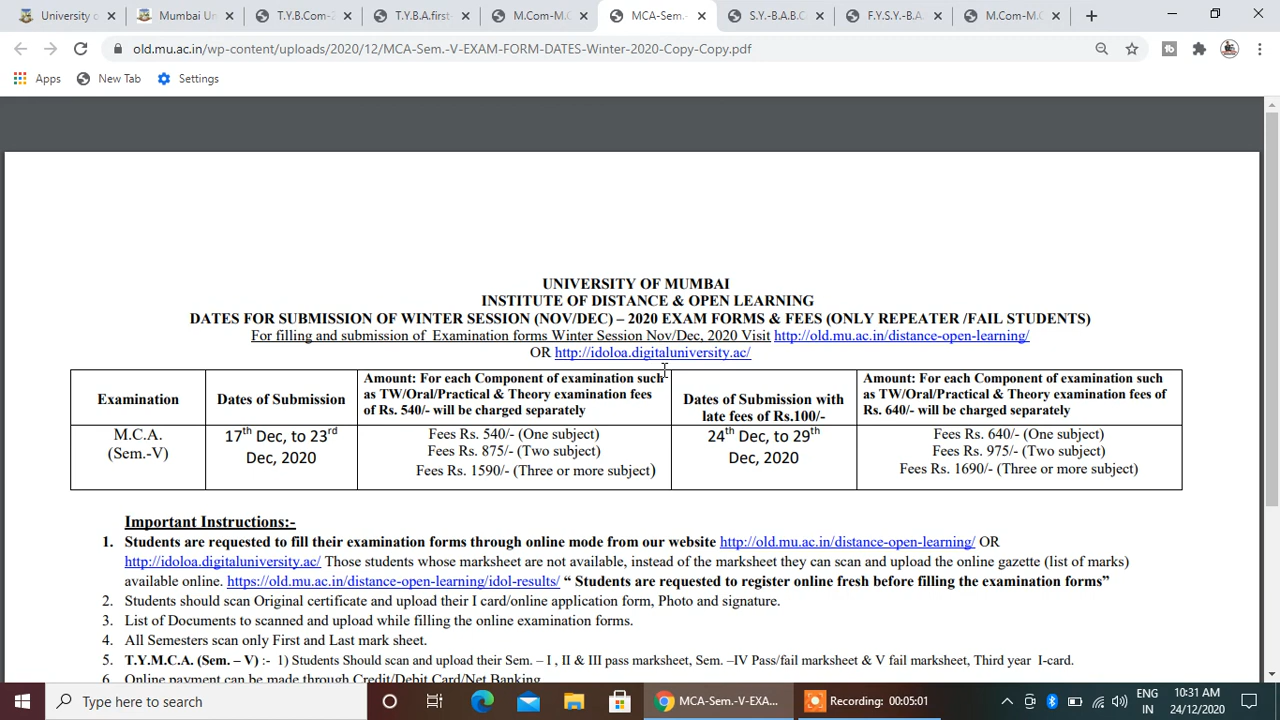 University o
Mumbai Un
T.Y.B.Com-2
T.Y.B.A.first-
M.Com-M.C
MCA-Sem.-
S.Y.-B.A.B.C
F.Y.S.Y.-B.A
M.Com-M.C
old.mu.ac.in/wp-content/uploads/2020/12/MCA-Sem.-V-EXAM-FORM-DATES-Winter-2020-Copy-Copy.pdf
Apps
New Tab
Settings
UNIVERSITY OF MUMBAI
INSTITUTE OF DISTANCE & OPEN LEARNING
DATES FOR SUBMISSION OF WINTER SESSION (NOV/DEC) – 2020 EXAM FORMS & FEES (ONLY REPEATER /FAIL STUDENTS)
For filling and submission of Examination forms Winter Session Nov/Dec, 2020 Visit http://old.mu.ac.in/distance-open-learning/
OR http://idoloa.digitaluniversity.ac/
Examination
Dates of Submission
Amount: For each Component of examination such
as TW/Oral/Practical & Theory examination fees
of Rs. 540/- will be charged separately
Dates of Submission with
late fees of Rs.100/-
Amount: For each Component of examination such
as TW/Oral/Practical & Theory examination fees of
Rs. 640/- will be charged separately
M.C.A.
(Sem.-V)
17th Dec, to 23rd
Dec, 2020
Fees Rs. 540/- (One subject)
Fees Rs. 875/- (Two subject)
Fees Rs. 1590/- (Three or more subject)
24th Dec, to 29th
Dec, 2020
Fees Rs. 640/- (One subject)
Fees Rs. 975/- (Two subject)
Fees Rs. 1690/- (Three or more subject)
Important Instructions:-
1. Students are requested to fill their examination forms through online mode from our website http://old.mu.ac.in/distance-open-learning/ OR
http://idoloa.digitaluniversity.ac/ Those students whose marksheet are not available, instead of the marksheet they can scan and upload the online gazette (list of marks)
available online. https://old.mu.ac.in/distance-open-learning/idol-results/ “ Students are requested to register online fresh before filling the examination forms”
2. Students should scan Original certificate and upload their I card/online application form, Photo and signature.
3. List of Documents to scanned and upload while filling the online examination forms.
4. All Semesters scan only First and Last mark sheet.
5. T.Y.M.C.A. (Sem. – V) :- 1) Students Should scan and upload their Sem. – I , II & III pass marksheet, Sem. –IV Pass/fail marksheet & V fail marksheet, Third year I-card.
6. Online payment can be made through Credit/Debit Card/Net Banking
Type here to search
MCA-Sem.-V-EXA...
Recording: 00:05:01
ENG
IN
10:31 AM
24/12/2020